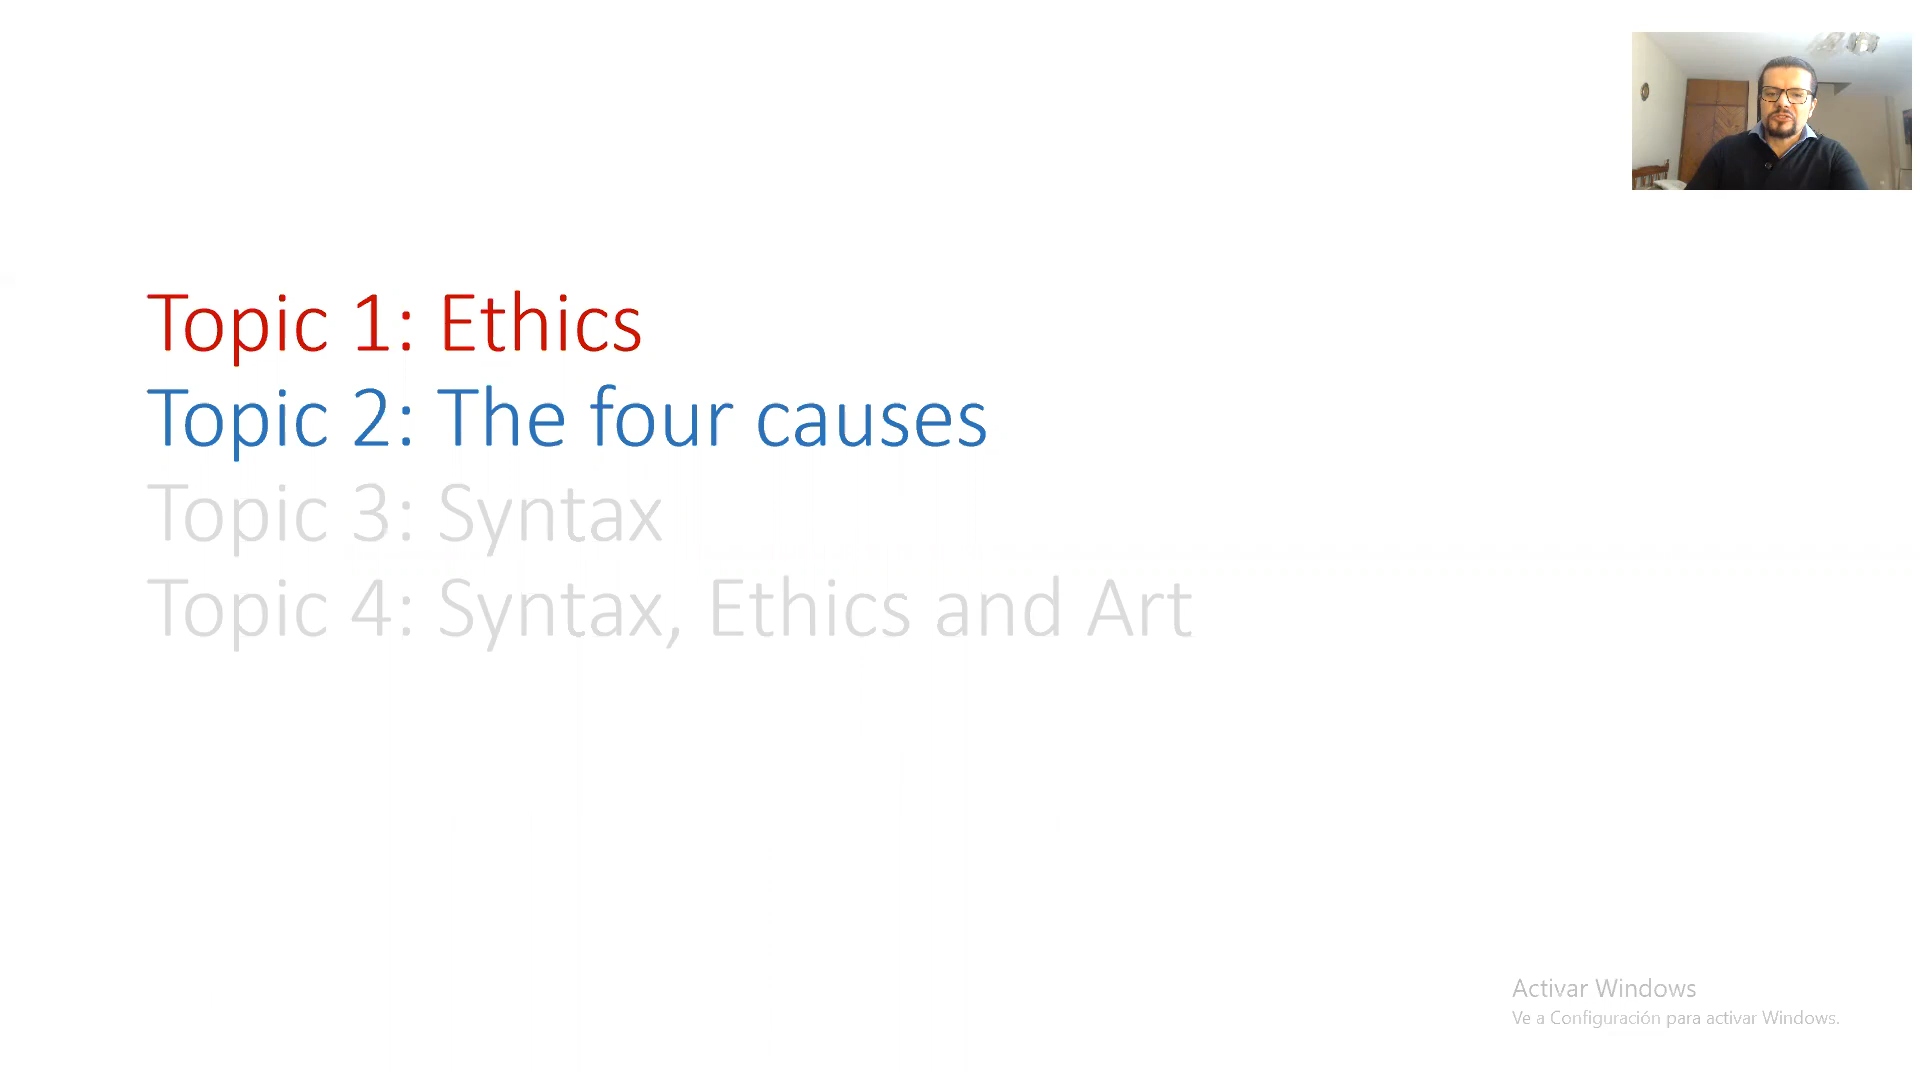 Topic 1: Ethics
Topic 2: The four causes
Topic 3: Syntax
Topic 4: Syntax, Ethics and Art
Activar Windows
Ve a Configuración para activar Windows.